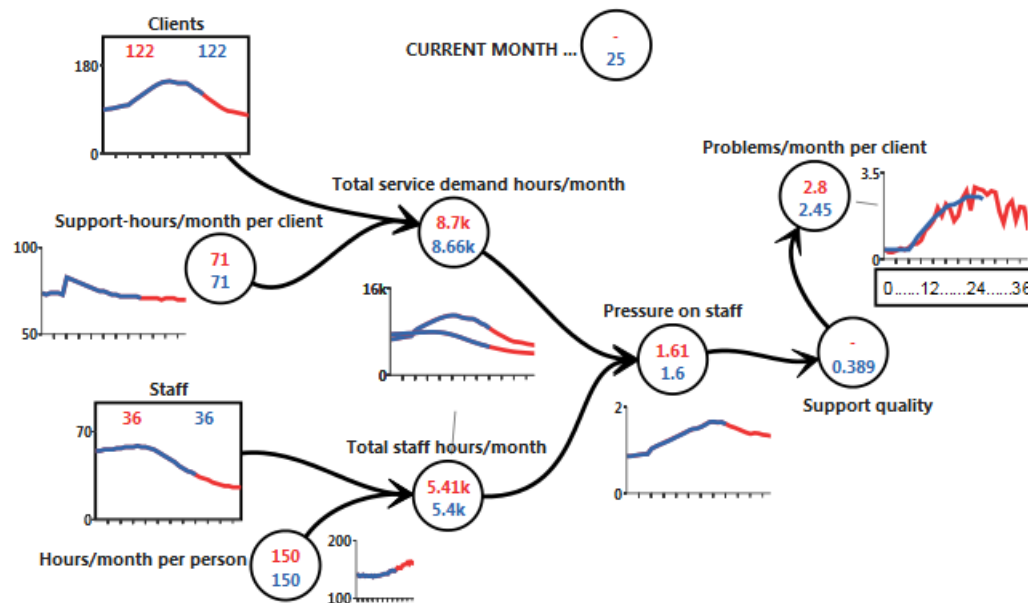 Clients
122 122
180
0
CURRENT MONTH ...
-
25
Problems/month per client
2.8
2.45
3.5
0
0......12......24......36
Total service demand hours/month
8.7k
8.66k
Support-hours/month per client
71
71
100
50
16k
0
Pressure on staff
1.61
1.6
2
0
-
0.389
Support quality
Staff
36 36
70
0
Total staff hours/month
5.41k
5.4k
Hours/month per person
150
150
200
100